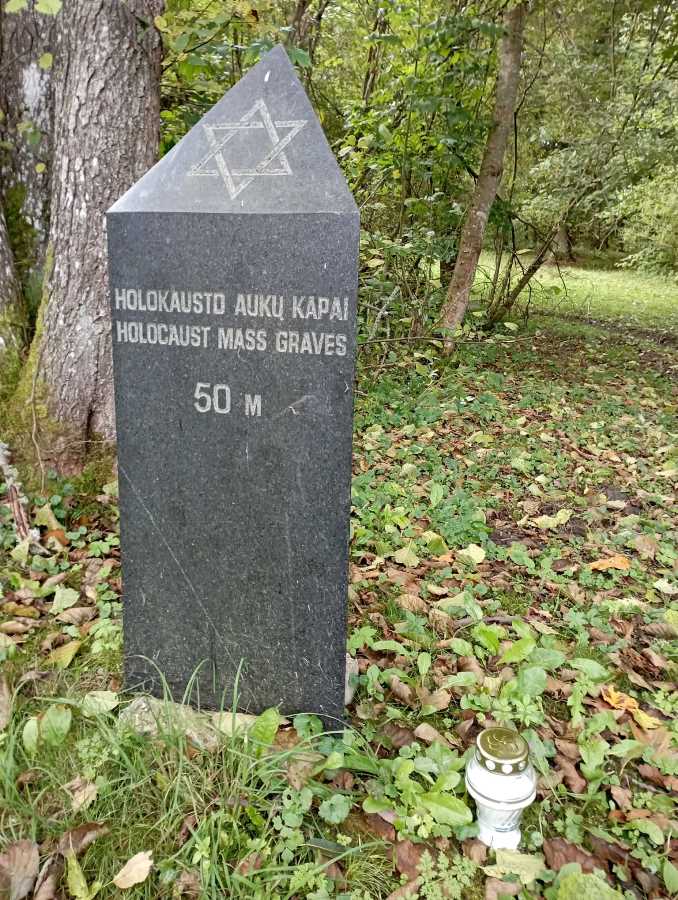 HOLOKAUSTO AUKŲ KAPAI
HOLOCAUST MASS GRAVES
50 M